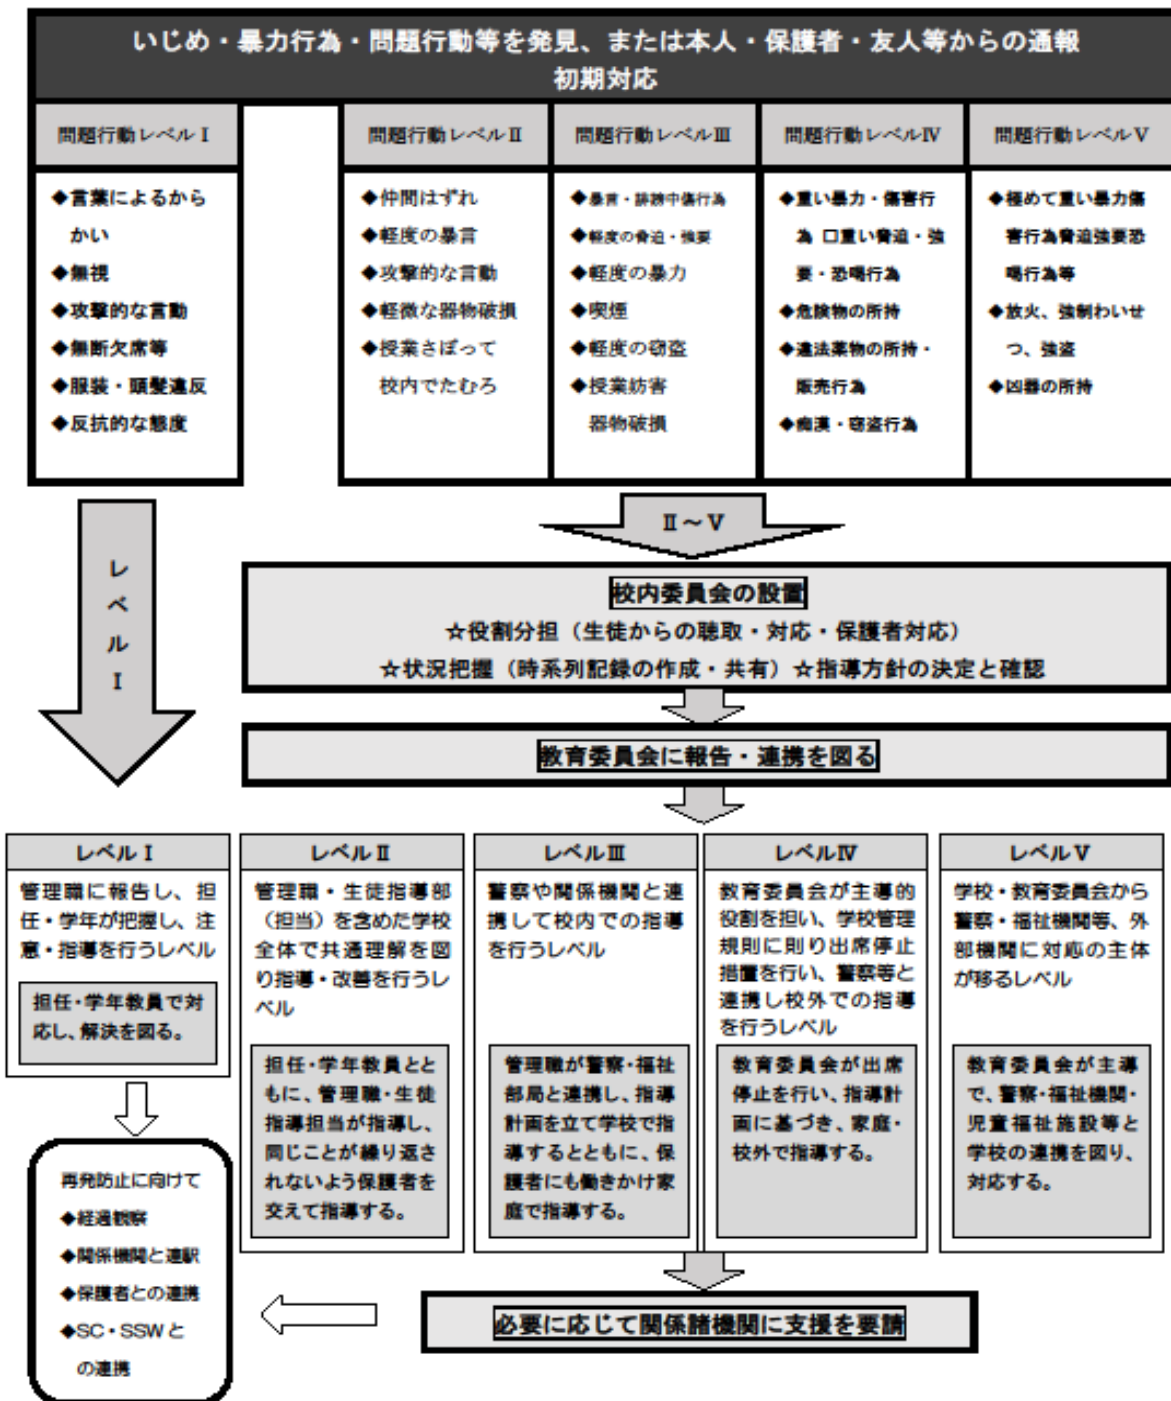 いじめ・暴力行為・問題行動等を発見、または本人・保護者・友人等からの通報
初期対応
問題行動レベルⅠ
◆言葉によるから
かい
◆無視
◆攻撃的な言動
◆無断欠席等
◆服装・頭髪違反
◆反抗的な態度
問題行動レベルⅡ
◆仲間はずれ
◆軽度の暴言
◆攻撃的な言動
◆軽微な器物破損
◆授業さぼって
校内でたむろ
問題行動レベルⅢ
◆暴言・誹謗中傷行為
◆軽度の脅迫・強要
◆軽度の暴力
◆喫煙
◆軽度の窃盗
◆授業妨害
器物破損
問題行動レベルⅣ
◆重い暴力・傷害行
為 口重い脅迫・強
要・恐喝行為
◆危険物の所持
◆違法薬物の所持・
販売行為
◆痴漢・窃盗行為
問題行動レベルⅤ
◆極めて重い暴力傷
害行為脅迫強要恐
喝行為等
◆放火、強制わいせ
つ、強盗
◆凶器の所持
レベルⅠ
Ⅱ～Ⅴ
校内委員会の設置
☆役割分担（生徒からの聴取・対応・保護者対応）
☆状況把握（時系列記録の作成・共有）☆指導方針の決定と確認
教育委員会に報告・連携を図る
レベルⅠ
管理職に報告し、担
任・学年が把握し、注
意・指導を行うレベル
担任・学年教員で対
応し、解決を図る。
レベルⅡ
管理職・生徒指導部
（担当）を含めた学校
全体で共通理解を図
り指導・改善を行うレ
ベル
担任・学年教員とと
もに、管理職・生徒
指導担当が指導し、
同じことが繰り返さ
れないよう保護者を
交えて指導する。
レベルⅢ
警察や関係機関と連
携して校内での指導
を行うレベル
管理職が警察・福祉
部局と連携し、指導
計画を立て学校で指
導するとともに、保
護者にも働きかけ家
庭で指導する。
レベルⅣ
教育委員会が主導的
役割を担い、学校管理
規則に則り出席停止
措置を行い、警察等と
連携し校外での指導
を行うレベル
教育委員会が出席
停止を行い、指導計
画に基づき、家庭・
校外で指導する。
レベルⅤ
学校・教育委員会から
警察・福祉機関等、外
部機関に対応の主体
が移るレベル
教育委員会が主導
で、警察・福祉機関・
児童福祉施設等と
学校の連携を図り、
対応する。
必要に応じて関係諸機関に支援を要請
再発防止に向けて
◆経過観察
◆関係機関と連駅
◆保護者との連携
◆SC・SSWと
の連携